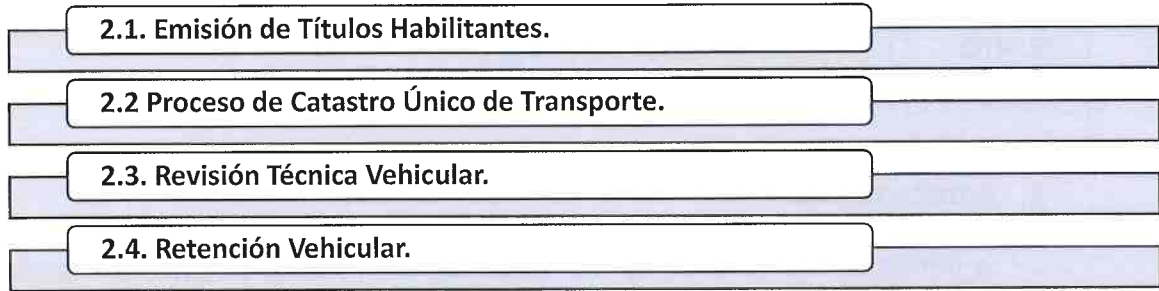 2.1. Emisión de Títulos Habilitantes.
2.2 Proceso de Catastro Único de Transporte.
2.3. Revisión Técnica Vehicular.
2.4. Retención Vehicular.